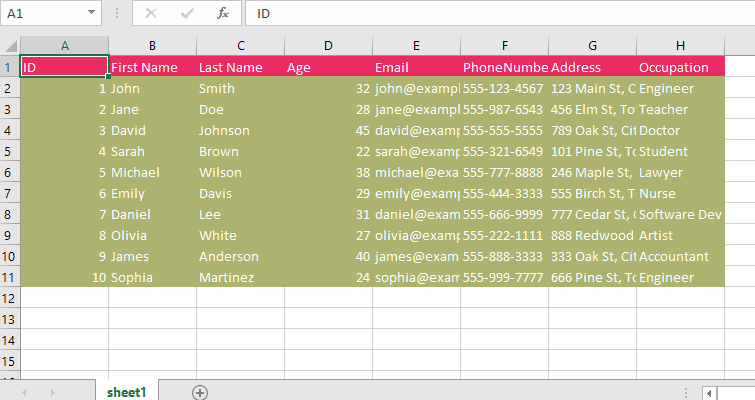 A1 fx ID
A B C D E F G H
1 ID First Name Last Name Age Email PhoneNumbe Address Occupation
2 1 John Smith 32 john@exampl 555-123-4567 123 Main St, C Engineer
3 2 Jane Doe 28 jane@exampl 555-987-6543 456 Elm St, To Teacher
4 3 David Johnson 45 david@exam 555-555-5555 789 Oak St, Cit Doctor
5 4 Sarah Brown 22 sarah@exam 555-321-6549 101 Pine St, To Student
6 5 Michael Wilson 38 michael@exa 555-777-8888 246 Maple St, Lawyer
7 6 Emily Davis 29 emily@examp 555-444-3333 555 Birch St, T Nurse
8 7 Daniel Lee 31 daniel@exam 555-666-9999 777 Cedar St, Software Dev
9 8 Olivia White 27 olivia@examp 555-222-1111 888 Redwood Artist
10 9 James Anderson 40 james@exam 555-888-3333 333 Oak St, Cit Accountant
11 10 Sophia Martinez 24 sophia@exam 555-999-7777 666 Pine St, To Engineer
12
13
14
15
sheet1